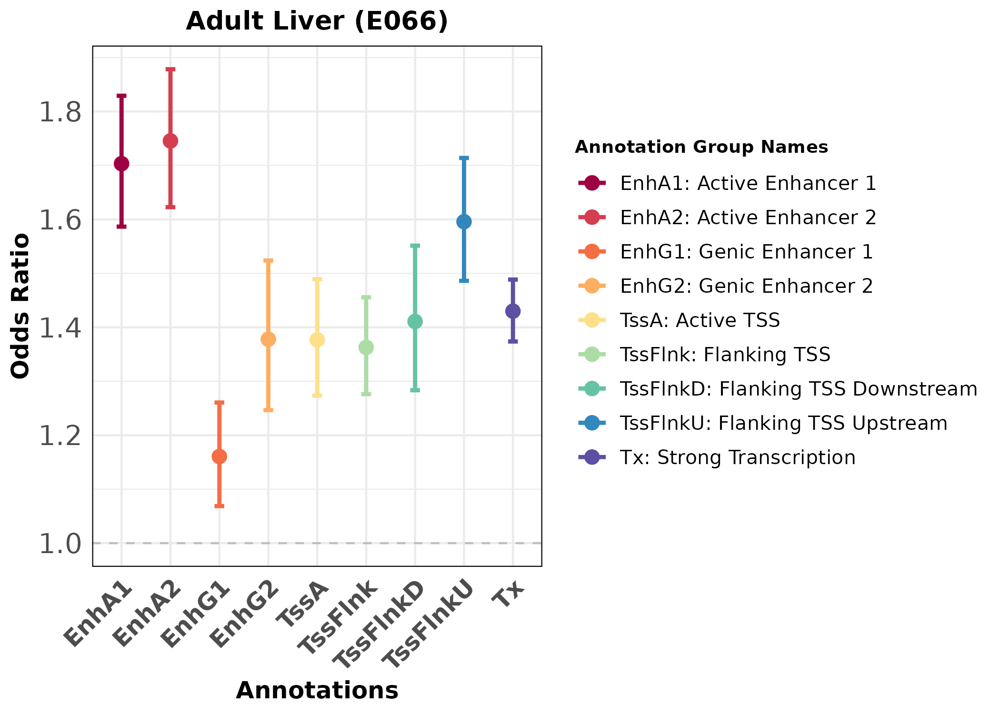 Adult Liver (E066)
Odds Ratio
1.8
1.6
1.4
1.2
1.0
EnhA1
EnhA2
EnhG1
EnhG2
TssA
TssFlnk
TssFlnkD
TssFlnkU
Tx
Annotations
Annotation Group Names
EnhA1: Active Enhancer 1
EnhA2: Active Enhancer 2
EnhG1: Genic Enhancer 1
EnhG2: Genic Enhancer 2
TssA: Active TSS
TssFlnk: Flanking TSS
TssFlnkD: Flanking TSS Downstream
TssFlnkU: Flanking TSS Upstream
Tx: Strong Transcription